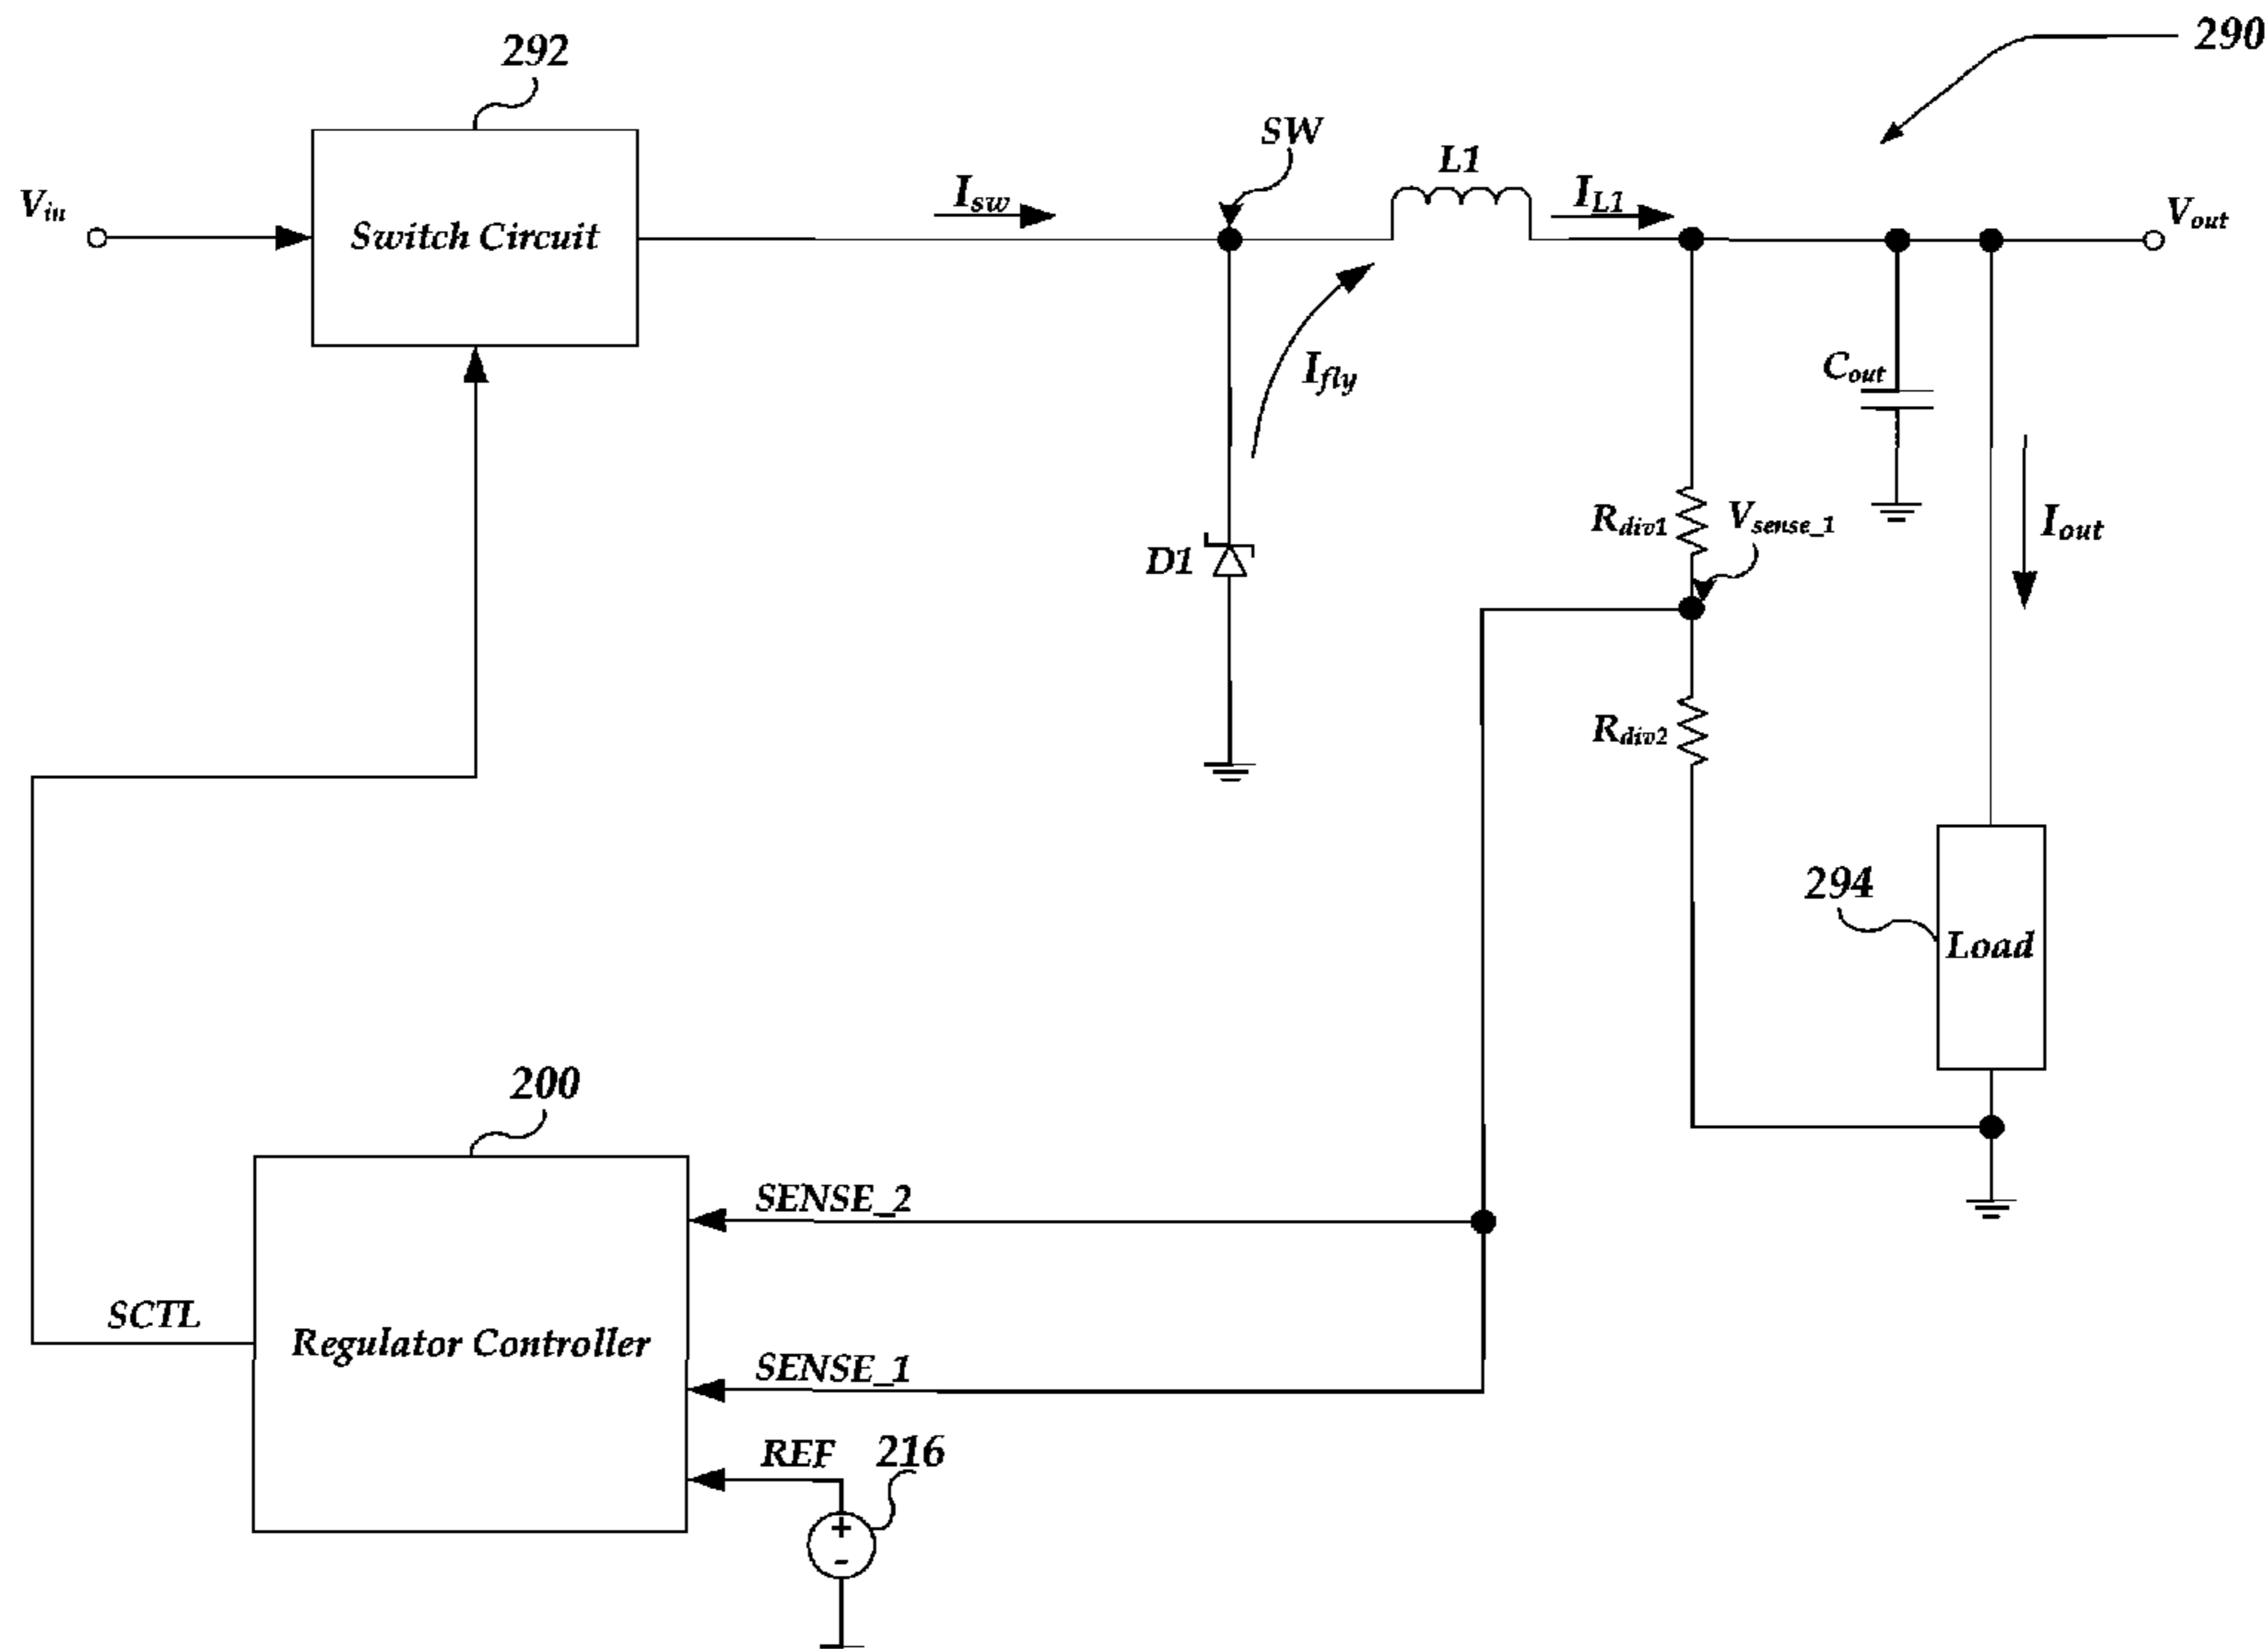 290
292
SW
L1
Vin
Isw
IL1
Vout
Switch Circuit
Ifly
Cout
Rdiv1
Vsense_1
Iout
D1
Rdiv2
294
Load
200
SENSE_2
SCTL
Regulator Controller
SENSE_1
REF
216
+
-